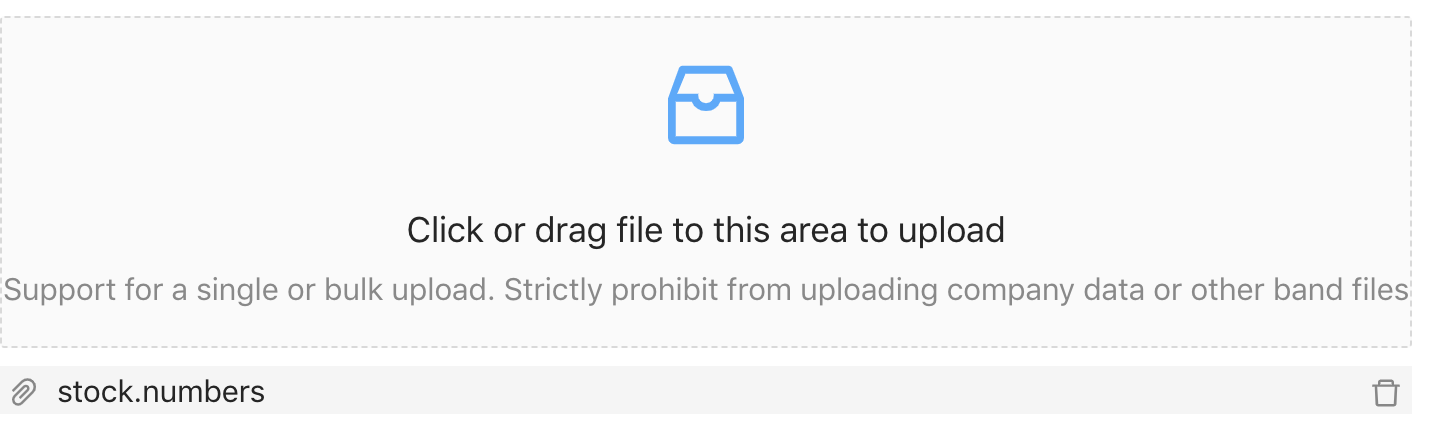 Click or drag file to this area to upload
Support for a single or bulk upload. Strictly prohibit from uploading company data or other band files
stock.numbers